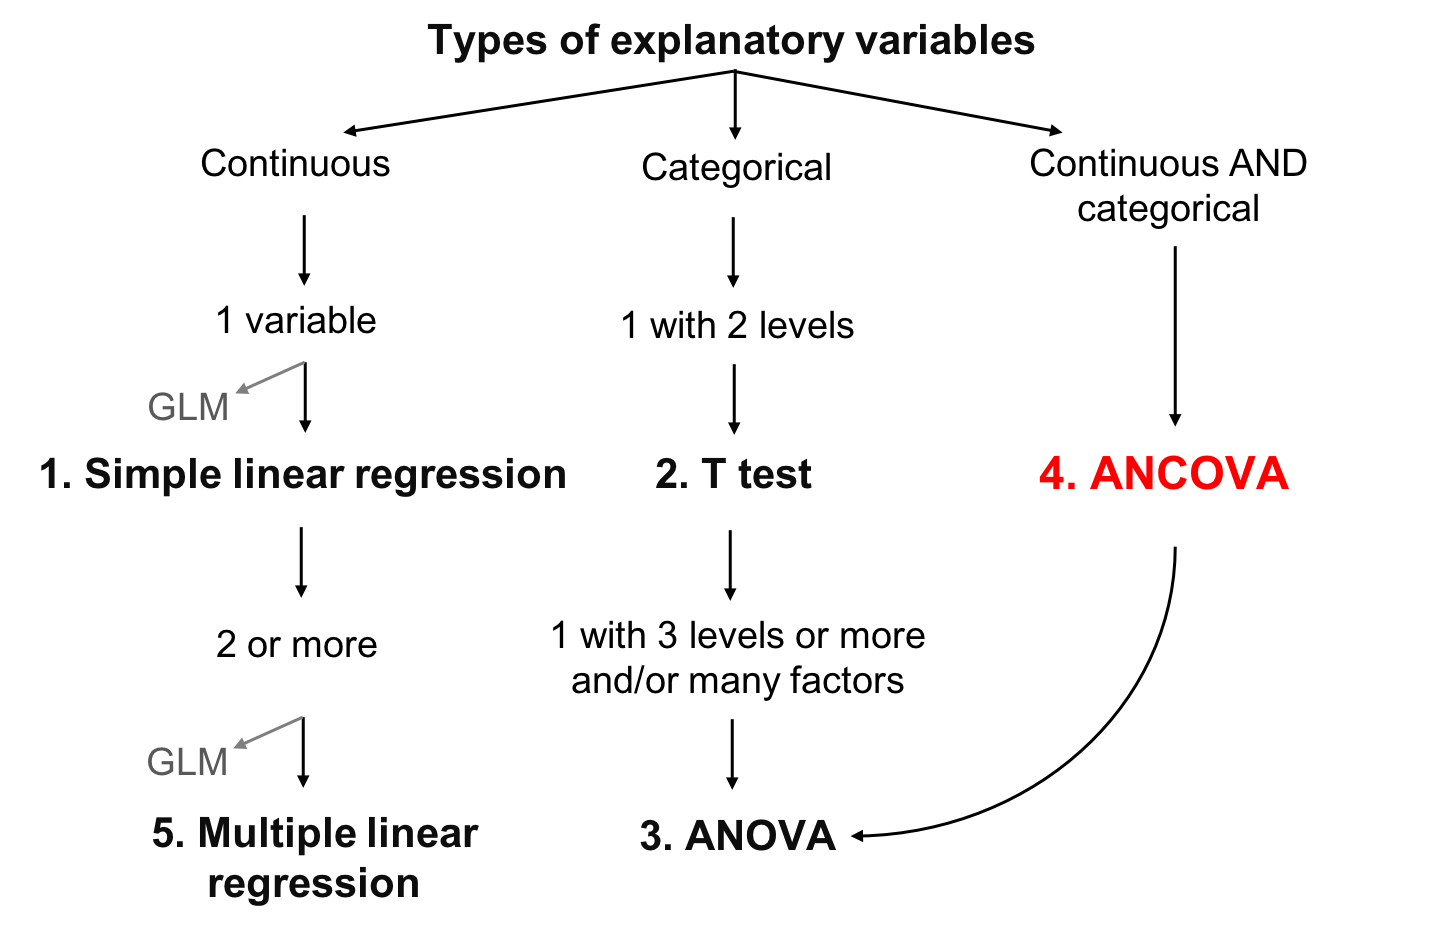 Types of explanatory variables
Continuous
Categorical
Continuous AND
categorical
1 variable
1 with 2 levels
GLM
1. Simple linear regression
2. T test
4. ANCOVA
2 or more
1 with 3 levels or more
and/or many factors
GLM
5. Multiple linear
regression
3. ANOVA